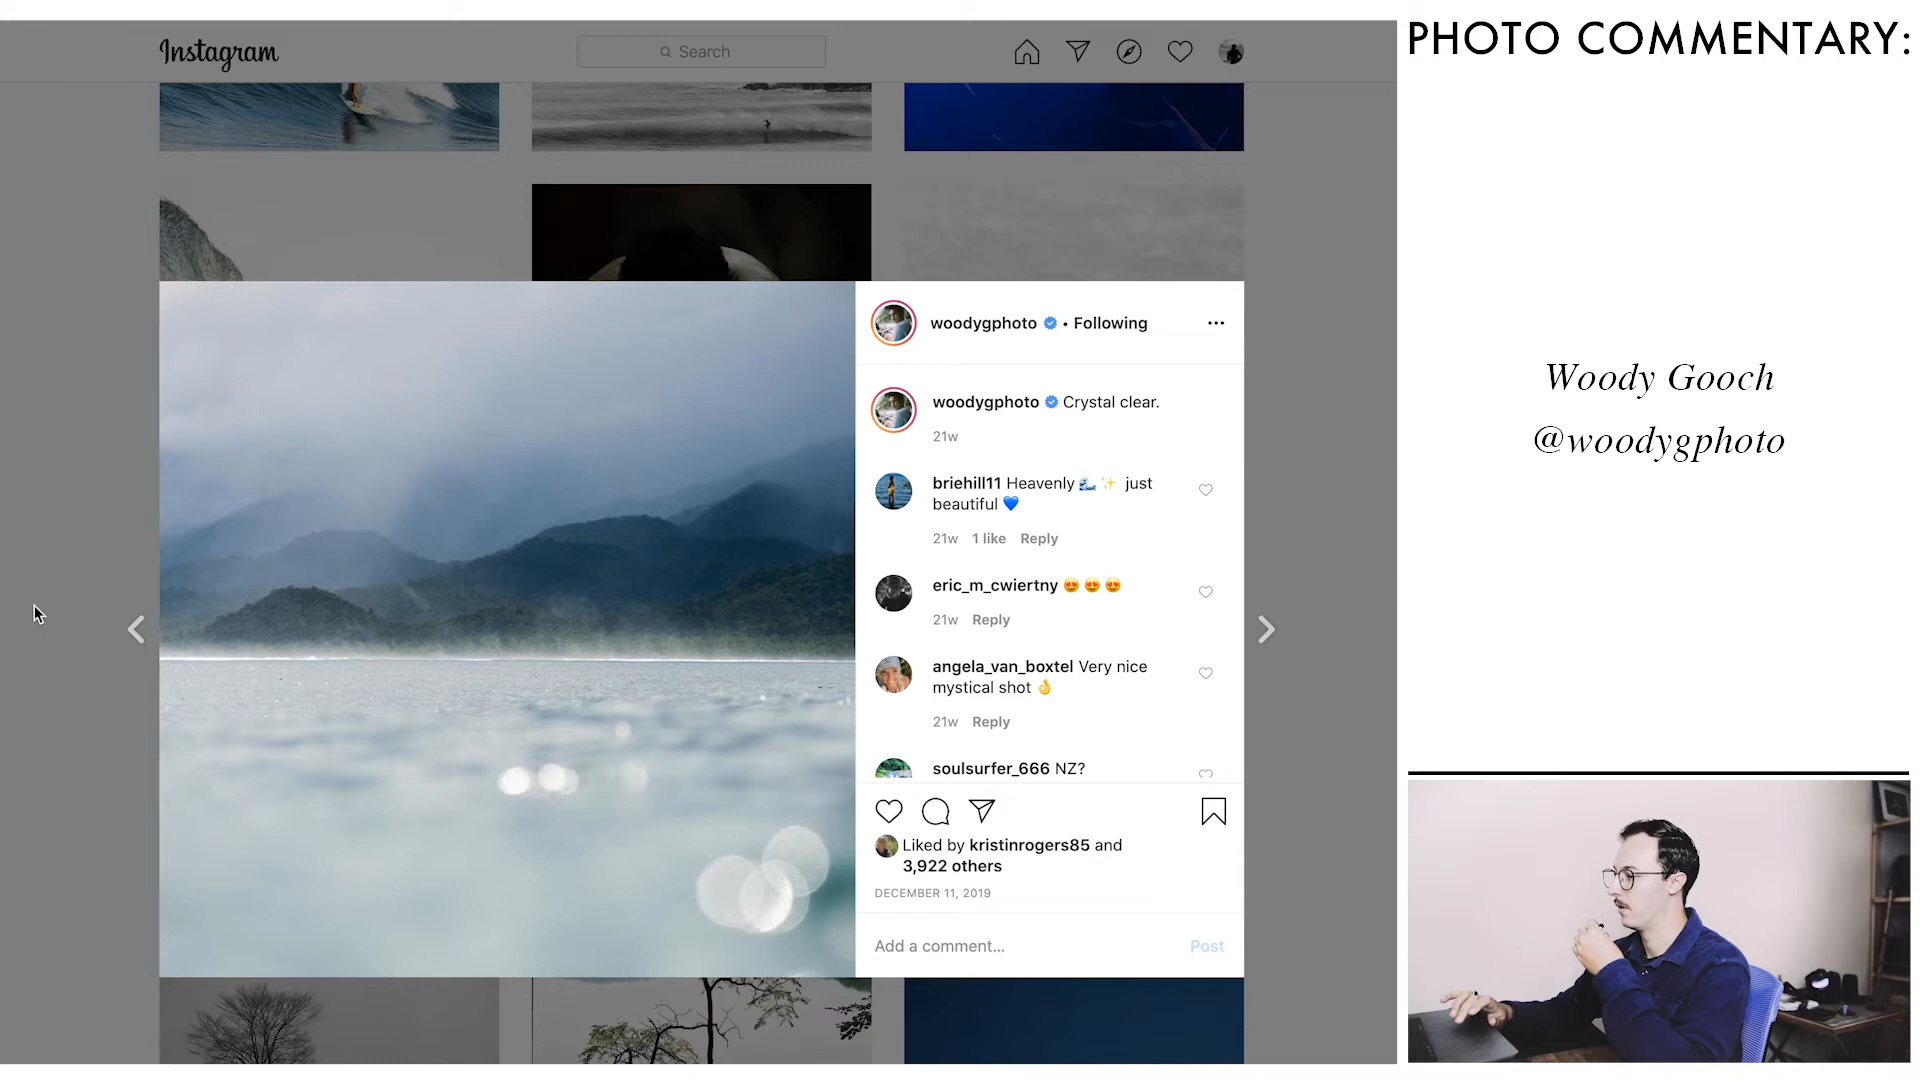 Instagram
Search
PHOTO COMMENTARY:
woodygphoto • Following
woodygphoto Crystal clear.
21w
briehill11 Heavenly 🌊✨ just
beautiful 💙
21w 1 like Reply
eric_m_cwiertny 😍😍😍
21w Reply
angela_van_boxtel Very nice
mystical shot 👌
21w Reply
soulsurfer_666 NZ?
Liked by kristinrogers85 and
3,922 others
DECEMBER 11, 2019
Add a comment... Post
Woody Gooch
@woodygphoto